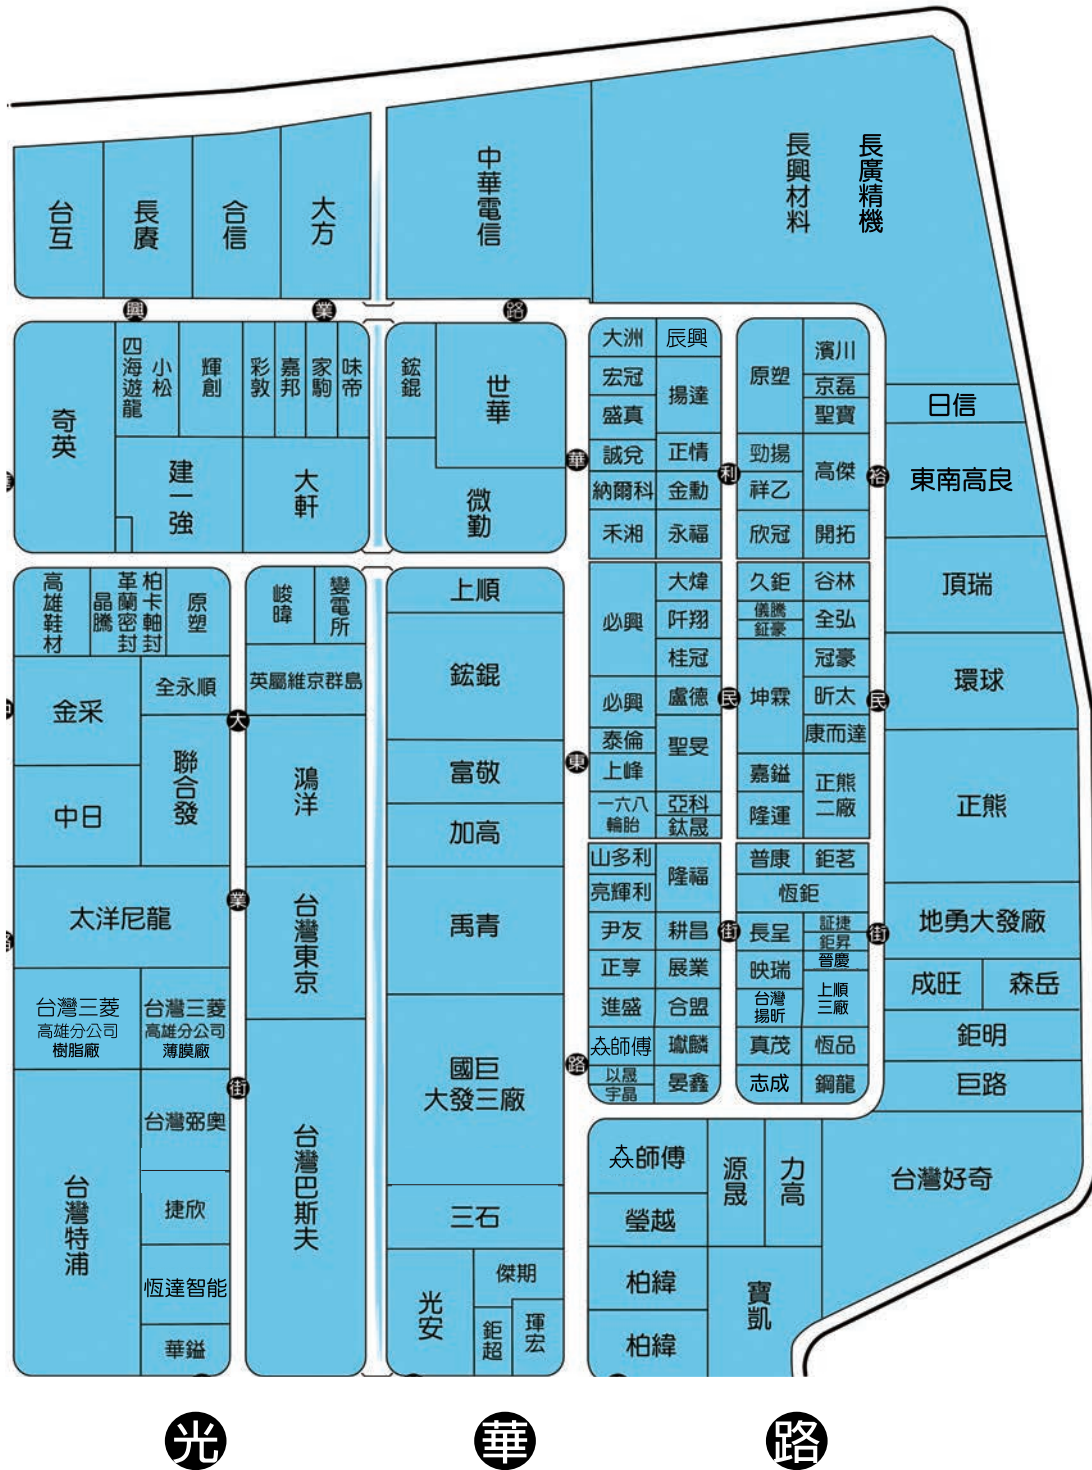 台互
長賡
合信
大方
中華電信
長興材料
長廣精機
興
業
路
奇英
四海遊龍
小松
輝創
彩敦
嘉邦
家駒
味帝
建一強
大軒
鋐錕
世華
微勤
華
大洲
辰興
宏冠
揚達
盛真
誠兌
正情
納爾科
金勳
禾湘
永福
利
原塑
濱川
京磊
聖寶
勁揚
高傑
祥乙
欣冠
開拓
裕
日信
東南高良
頂瑞
環球
正熊
地勇大發廠
成旺
森岳
鉅明
巨路
台灣好奇
高雄鞋材
晶騰
革蘭密封
柏卡軸封
原塑
金采
全永順
中日
聯合發
太洋尼龍
台灣三菱
高雄分公司
樹脂廠
台灣三菱
高雄分公司
薄膜廠
台灣特浦
台灣弼奧
捷欣
恆達智能
華鎰
大
業
街
峻暐
變電所
英屬維京群島
鴻洋
台灣東京
台灣巴斯夫
上順
鋐錕
富敬
加高
禹青
國巨
大發三廠
三石
光安
傑期
鉅超
琿宏
東
路
必興
大煒
阡翔
桂冠
必興
盧德
泰倫
聖旻
上峰
一六八
輪胎
亞科
鈦晟
民
久鉅
谷林
儀騰
鉦豪
全弘
坤霖
冠豪
昕太
康而達
嘉鎰
正熊
二廠
隆運
民
山多利
隆福
亮輝利
尹友
耕昌
正享
展業
進盛
合盟
焱師傅
瓛麟
以晟
宇晶
晏鑫
街
普康
鉅茗
恆鉅
長呈
証捷
鉅昇
晉慶
映瑞
台灣
揚昕
上順
三廠
真茂
恆品
志成
鋼龍
街
焱師傅
源晟
力高
瑩越
柏緯
寶凱
柏緯
光
華
路